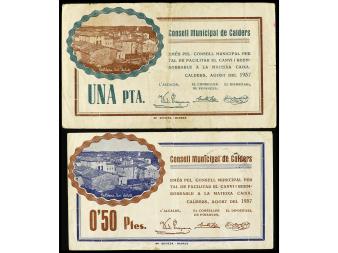 Consell Municipal de Calders
EMÈS PEL CONSELL MUNICIPAL PER
TAL DE FACILITAR EL CANVI I REEM-
BORSABLE A LA MATEIXA CAIXA.
CALDERS, AGOST DEL 1937
L'ALCALDE, EL CONSELLER DE FINANCES, EL DIPOSITARI,
UNA PTA.
Consell Municipal de Calders
EMÈS PEL CONSELL MUNICIPAL PER
TAL DE FACILITAR EL CANVI I REEM-
BORSABLE A LA MATEIXA CAIXA.
CALDERS, AGOST DEL 1937
L'ALCALDE, EL CONSELLER DE FINANCES, EL DIPOSITARI,
0'50 Ptes.